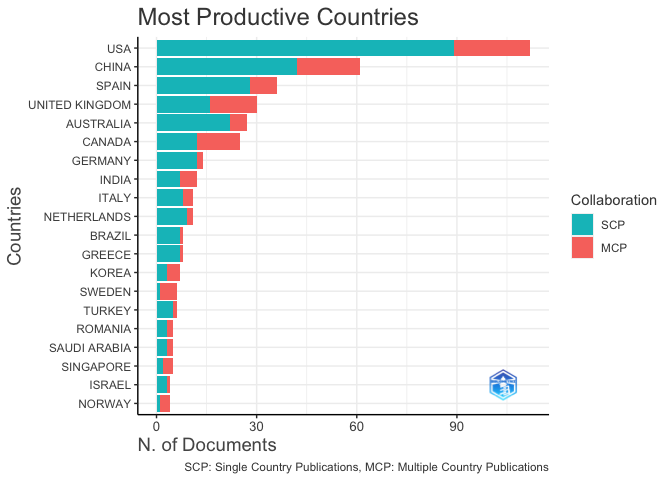 Most Productive Countries
USA
CHINA
SPAIN
UNITED KINGDOM
AUSTRALIA
CANADA
GERMANY
INDIA
ITALY
NETHERLANDS
BRAZIL
GREECE
KOREA
SWEDEN
TURKEY
ROMANIA
SAUDI ARABIA
SINGAPORE
ISRAEL
NORWAY
Countries
0 30 60 90
N. of Documents
SCP: Single Country Publications, MCP: Multiple Country Publications
Collaboration
SCP
MCP